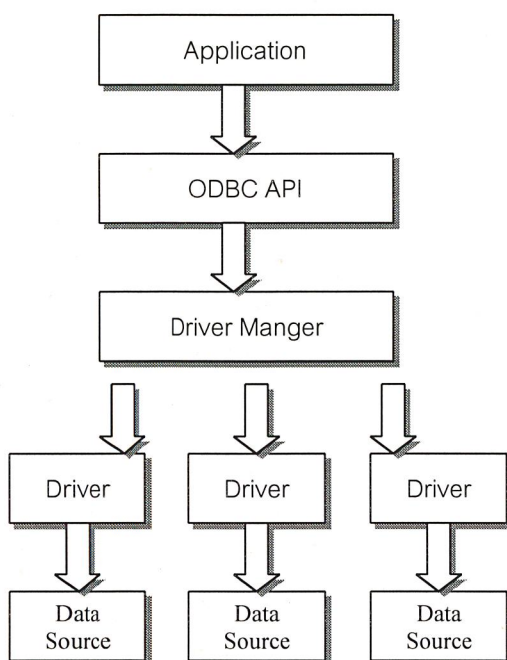 Application
ODBC API
Driver Manger
Driver
Driver
Driver
Data
Source
Data
Source
Data
Source